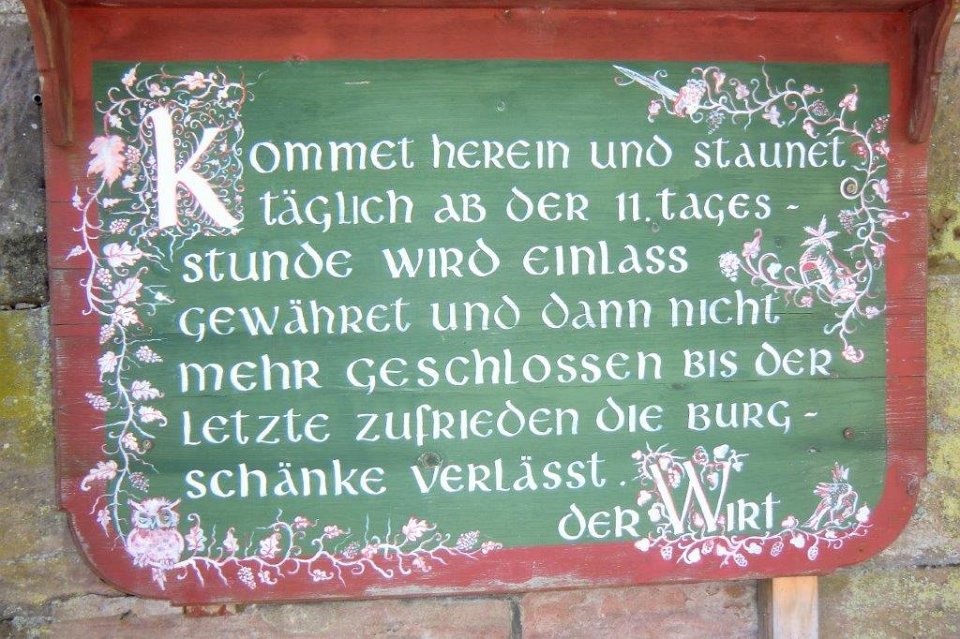 Kommet herein und staunet.
täglich ab der 11. Tages-
stunde wird einlass
gewähret und dann nicht
mehr geschlossen bis der
letzte zufrieden die Burg-
schänke verlässt.
der Wirt